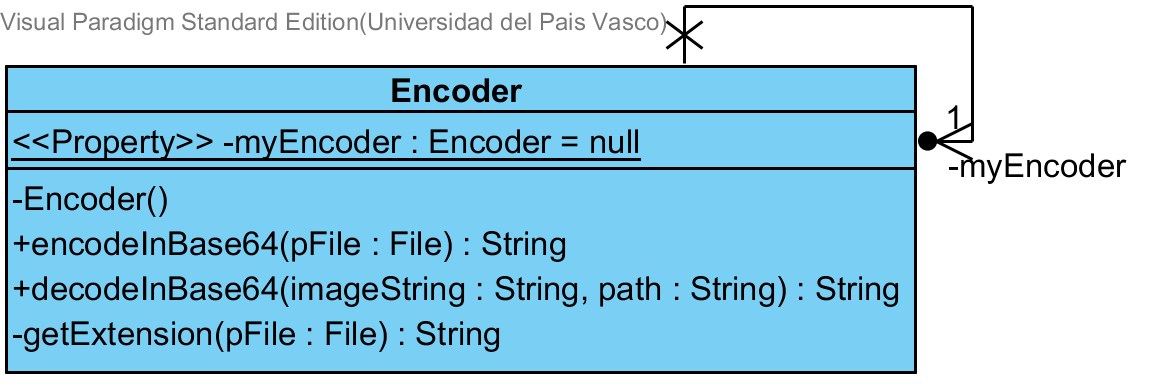 Visual Paradigm Standard Edition(Universidad del Pais Vasco)
Encoder
<<Property>> -myEncoder : Encoder = null
1
-myEncoder
-Encoder()
+encodeInBase64(pFile : File) : String
+decodeInBase64(imageString : String, path : String) : String
-getExtension(pFile : File) : String